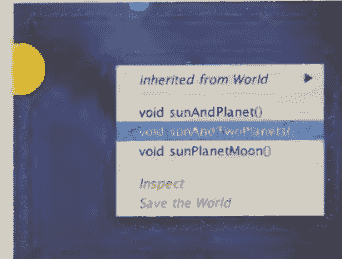 Inherited from World
void sunAndPlanet()
void sunAndTwoPlanets()
void sunPlanetMoon()
Inspect
Save the World